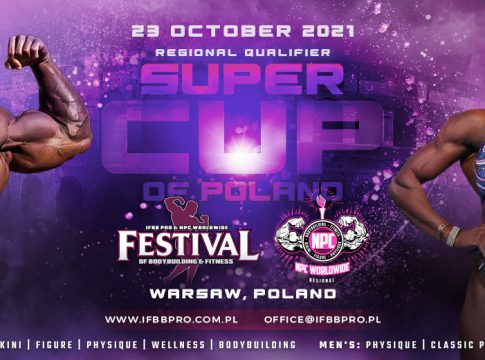 23 OCTOBER 2021
REGIONAL QUALIFIER
SUPER
CUP
OF POLAND
IFBB PRO & NPC WORLDWIDE
FESTIVAL
OF BODYBUILDING & FITNESS
NPC
NPC WORLDWIDE
REGIONAL
WARSAW, POLAND
WWW.IFBBPRO.COM.PL OFFICE@IFBBPRO.PL
KINI | FIGURE | PHYSIQUE | WELLNESS | BODYBUILDING MEN'S: PHYSIQUE | CLASSIC P